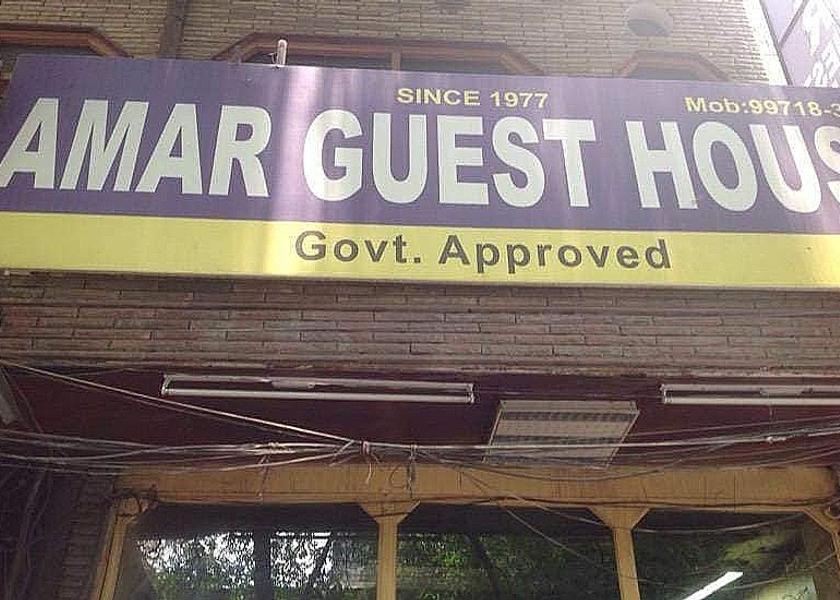 SINCE 1977 Mob:99718-
AMAR GUEST HOUS
Govt. Approved